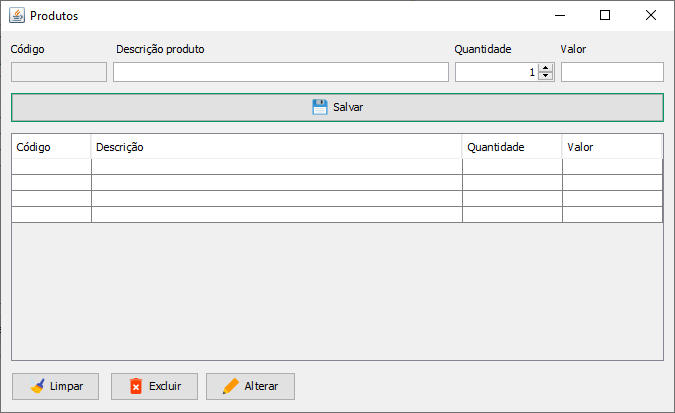 Produtos
Código Descrição produto Quantidade Valor
1
Salvar
Código Descrição Quantidade Valor
Limpar Excluir Alterar